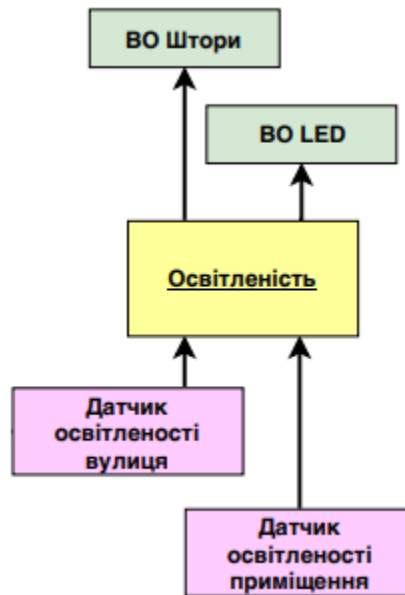 ВО Штори
ВО LED
Освітленість
Датчик
освітленості
вулиця
Датчик
освітленості
приміщення